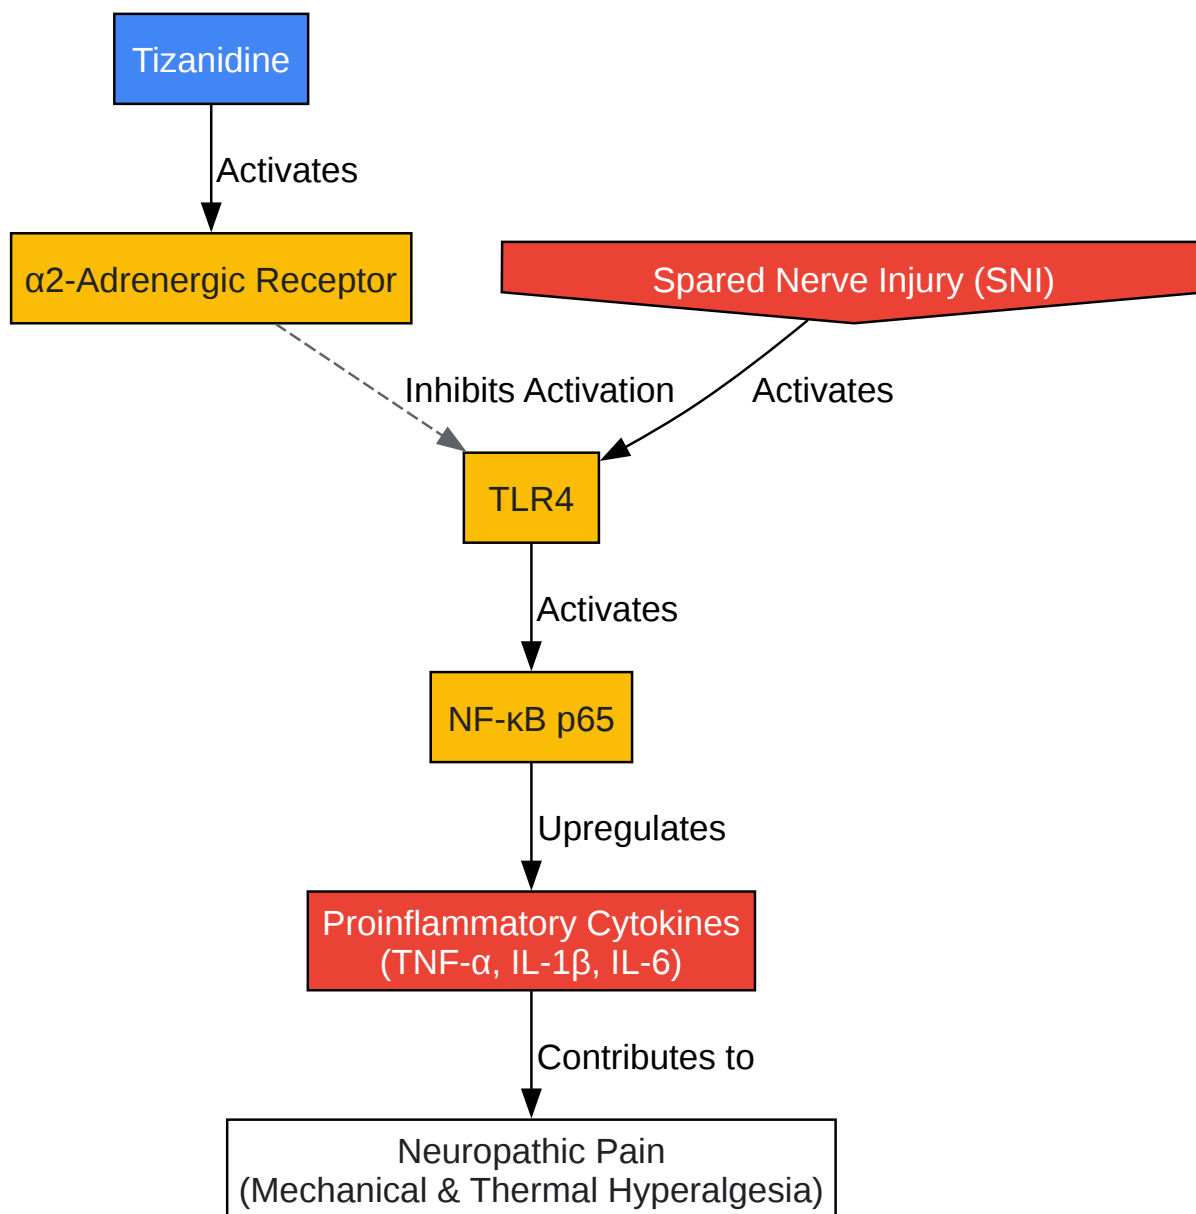 Tizanidine
Activates
α2-Adrenergic Receptor
Spared Nerve Injury (SNI)
Inhibits Activation
Activates
TLR4
Activates
NF-κB p65
Upregulates
Proinflammatory Cytokines
(TNF-α, IL-1β, IL-6)
Contributes to
Neuropathic Pain
(Mechanical & Thermal Hyperalgesia)